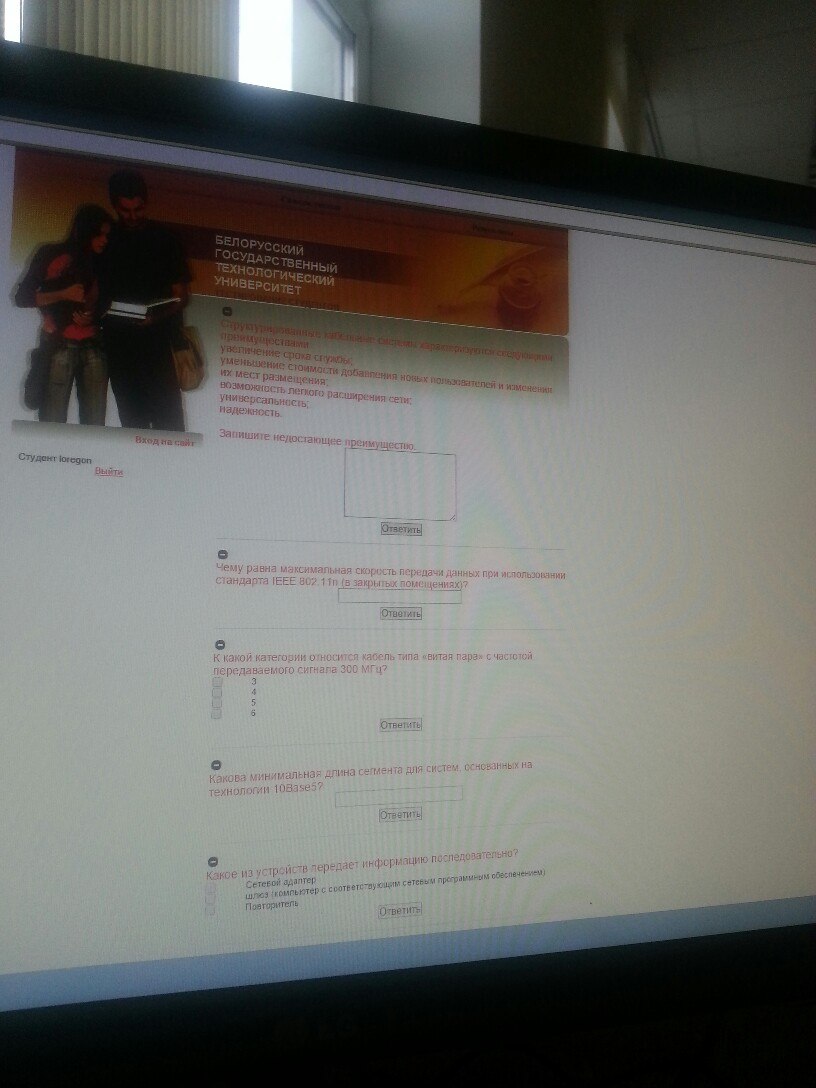 БЕЛОРУССКИЙ
ГОСУДАРСТВЕННЫЙ
ТЕХНОЛОГИЧЕСКИЙ
УНИВЕРСИТЕТ
Структурированные кабельные системы характеризуются следующими
преимуществами:
увеличение срока службы;
уменьшение стоимости добавления новых пользователей и изменения
их мест размещения;
возможность легкого расширения сети;
универсальность;
надежность.
Запишите недостающее преимущество.
Ответить
Вход на сайт
Студент loregon
Выйти
Чему равна максимальная скорость передачи данных при использовании
стандарта IEEE 802.11n (в закрытых помещениях)?
Ответить
К какой категории относится кабель типа «витая пара» с частотой
передаваемого сигнала 300 МГц?
3
4
5
6
Ответить
Какова минимальная длина сегмента для систем, основанных на
технологии 10Base5?
Ответить
Какое из устройств передает информацию последовательно?
Сетевой адаптер
шлюз (компьютер с соответствующим сетевым программным обеспечением)
Повторитель
Ответить